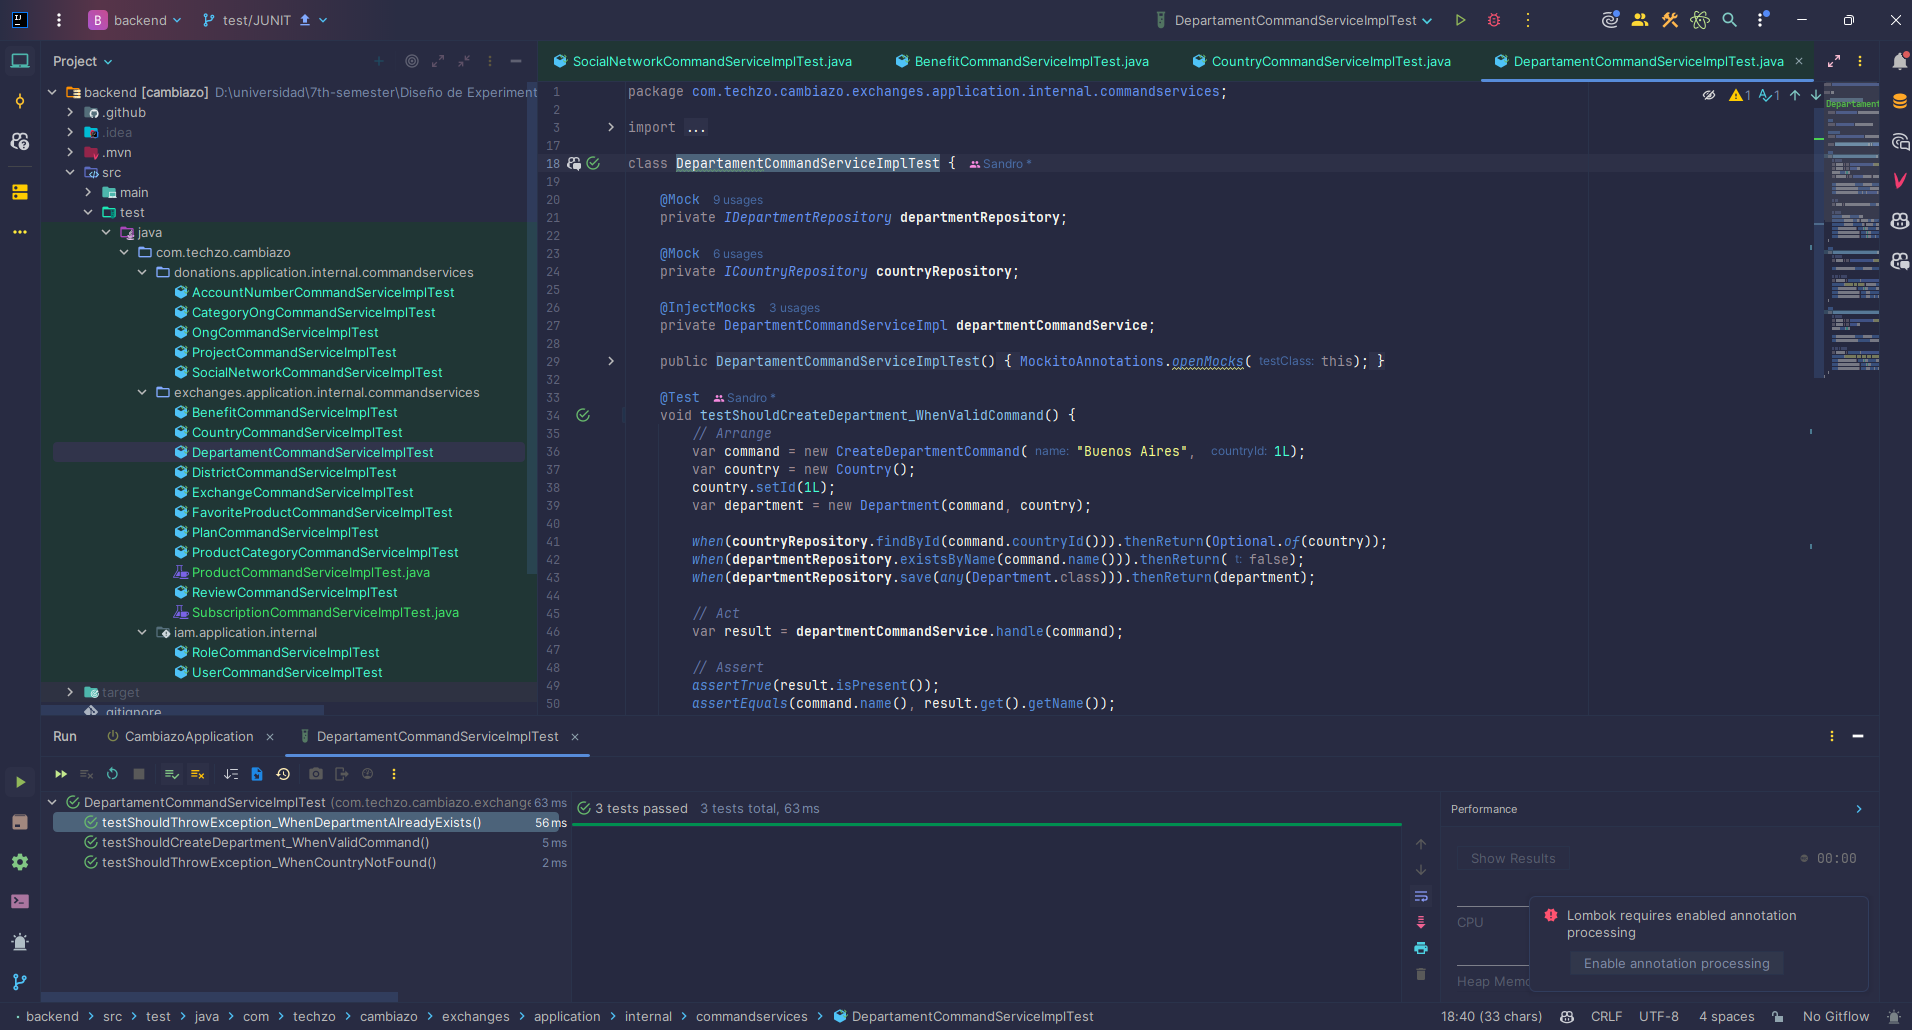 B backend test/JUNIT DepartamentCommandServiceImplTest
Project
backend [cambiazo] D:\universidad\7th-semester\Diseño de Experiment
.github
.idea
.mvn
src
main
test
java
com.techzo.cambiazo
donations.application.internal.commandservices
AccountNumberCommandServiceImplTest
CategoryOngCommandServiceImplTest
OngCommandServiceImplTest
ProjectCommandServiceImplTest
SocialNetworkCommandServiceImplTest
exchanges.application.internal.commandservices
BenefitCommandServiceImplTest
CountryCommandServiceImplTest
DepartamentCommandServiceImplTest
DistrictCommandServiceImplTest
ExchangeCommandServiceImplTest
FavoriteProductCommandServiceImplTest
PlanCommandServiceImplTest
ProductCategoryCommandServiceImplTest
ProductCommandServiceImplTest.java
ReviewCommandServiceImplTest
SubscriptionCommandServiceImplTest.java
iam.application.internal
RoleCommandServiceImplTest
UserCommandServiceImplTest
target
.gitignore
SocialNetworkCommandServiceImplTest.java BenefitCommandServiceImplTest.java CountryCommandServiceImplTest.java DepartamentCommandServiceImplTest.java
1 package com.techzo.cambiazo.exchanges.application.internal.commandservices;
2
3 import ...
17
18 class DepartamentCommandServiceImplTest { Sandro *
19
20 @Mock 9 usages
21 private IDepartmentRepository departmentRepository;
22
23 @Mock 6 usages
24 private ICountryRepository countryRepository;
25
26 @InjectMocks 3 usages
27 private DepartmentCommandServiceImpl departmentCommandService;
28
29 public DepartamentCommandServiceImplTest() { MockitoAnnotations.openMocks( testClass: this); }
32
33 @Test Sandro *
34 void testShouldCreateDepartment_WhenValidCommand() {
35 // Arrange
36 var command = new CreateDepartmentCommand( name: "Buenos Aires", countryId: 1L);
37 var country = new Country();
38 country.setId(1L);
39 var department = new Department(command, country);
40
41 when(countryRepository.findById(command.countryId())).thenReturn(Optional.of(country));
42 when(departmentRepository.existsByName(command.name())).thenReturn( t: false);
43 when(departmentRepository.save(any(Department.class))).thenReturn(department);
44
45 // Act
46 var result = departmentCommandService.handle(command);
47
48 // Assert
49 assertTrue(result.isPresent());
50 assertEquals(command.name(), result.get().getName());
1 1
Departament
Run CambiazoApplication DepartamentCommandServiceImplTest
DepartamentCommandServiceImplTest (com.techzo.cambiazo.exchange 63 ms
testShouldThrowException_WhenDepartmentAlreadyExists() 56 ms
testShouldCreateDepartment_WhenValidCommand() 5 ms
testShouldThrowException_WhenCountryNotFound() 2 ms
3 tests passed 3 tests total, 63 ms
Performance
Show Results 00:00
CPU
Heap Memo
Lombok requires enabled annotation
processing
Enable annotation processing
backend > src > test > java > com > techzo > cambiazo > exchanges > application > internal > commandservices > DepartamentCommandServiceImplTest
18:40 (33 chars) CRLF UTF-8 4 spaces No Gitflow